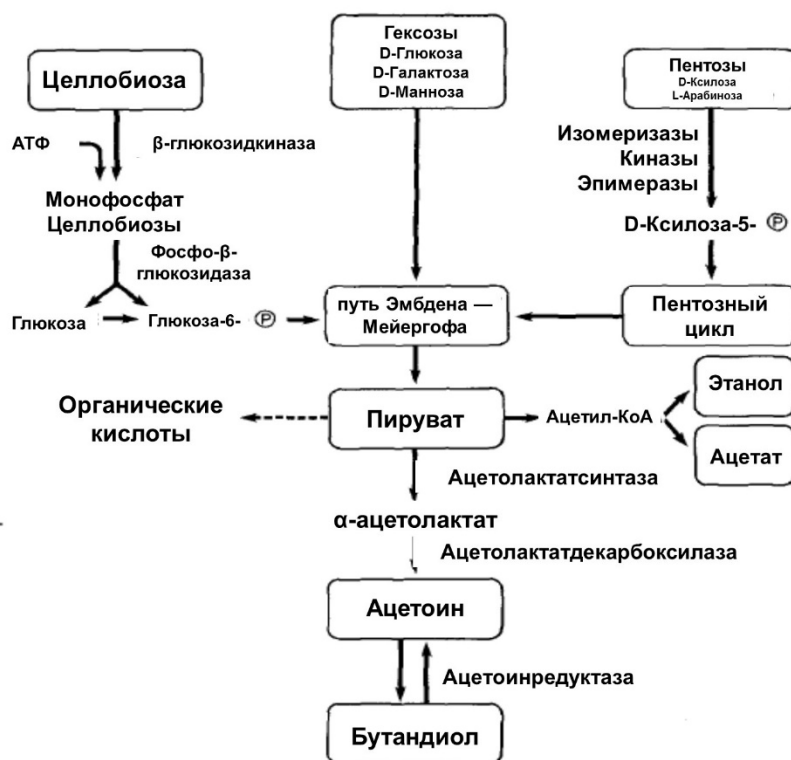 Целлобиоза
Гексозы
D-Глюкоза
D-Галактоза
D-Манноза
Пентозы
D-Ксилоза
L-Арабиноза
АТФ
β-глюкозидкиназа
Изомеризазы
Киназы
Эпимеразы
Монофосфат
Целлобиозы
D-Ксилоза-5- P
Фосфо-β-
глюкозидаза
Глюкоза
Глюкоза-6- P
путь Эмбдена —
Мейергофа
Пентозный
цикл
Органические
кислоты
Пируват
Ацетил-КоА
Этанол
Ацетат
Ацетолактатсинтаза
α-ацетолактат
Ацетолактатдекарбоксилаза
Ацетоин
Ацетоинредуктаза
Бутандиол